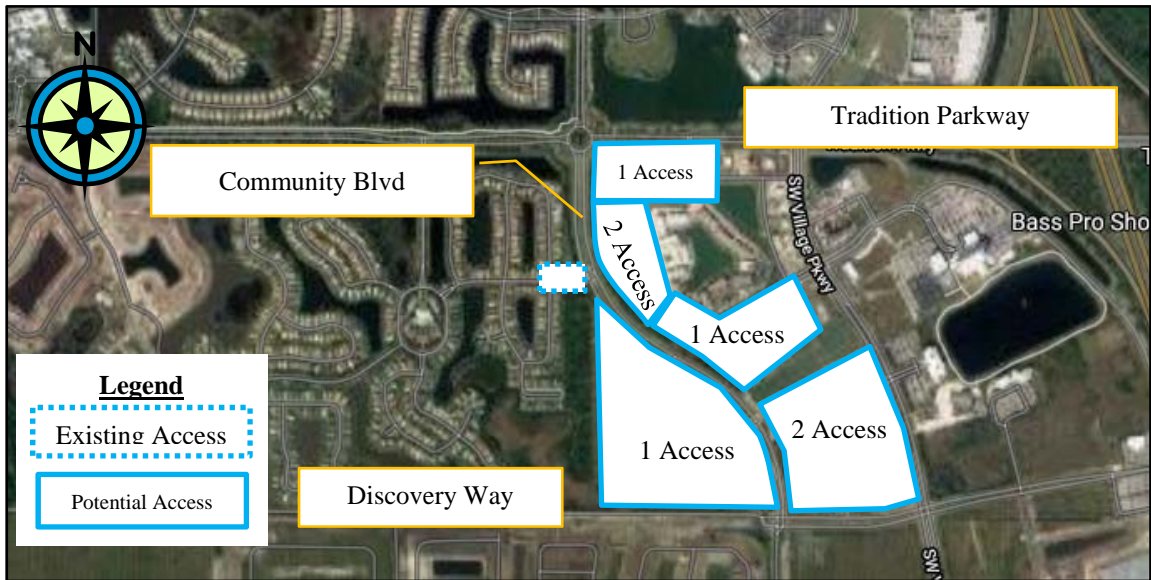 N
Tradition Parkway
Community Blvd
1 Access
2 Access
SW Village Pkwy
Bass Pro Sho
1 Access
1 Access
2 Access
Legend
Existing Access
Potential Access
Discovery Way